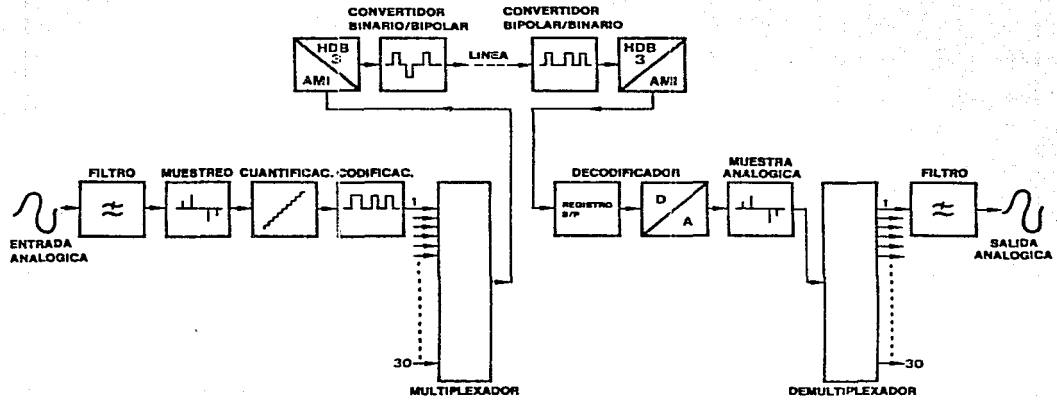 CONVERTIDOR
BINARIO/BIPOLAR
CONVERTIDOR
BIPOLAR/BINARIO
HDB
3
AMI
LINEA
HDB
3
AMI
FILTRO
MUESTREO
CUANTIFICAC.
CODIFICAC.
1
30
ENTRADA
ANALOGICA
MULTIPLEXADOR
DECODIFICADOR
REGISTRO
S/P
D
A
MUESTRA
ANALOGICA
1
30
DEMULTIPLEXADOR
FILTRO
SALIDA
ANALOGICA